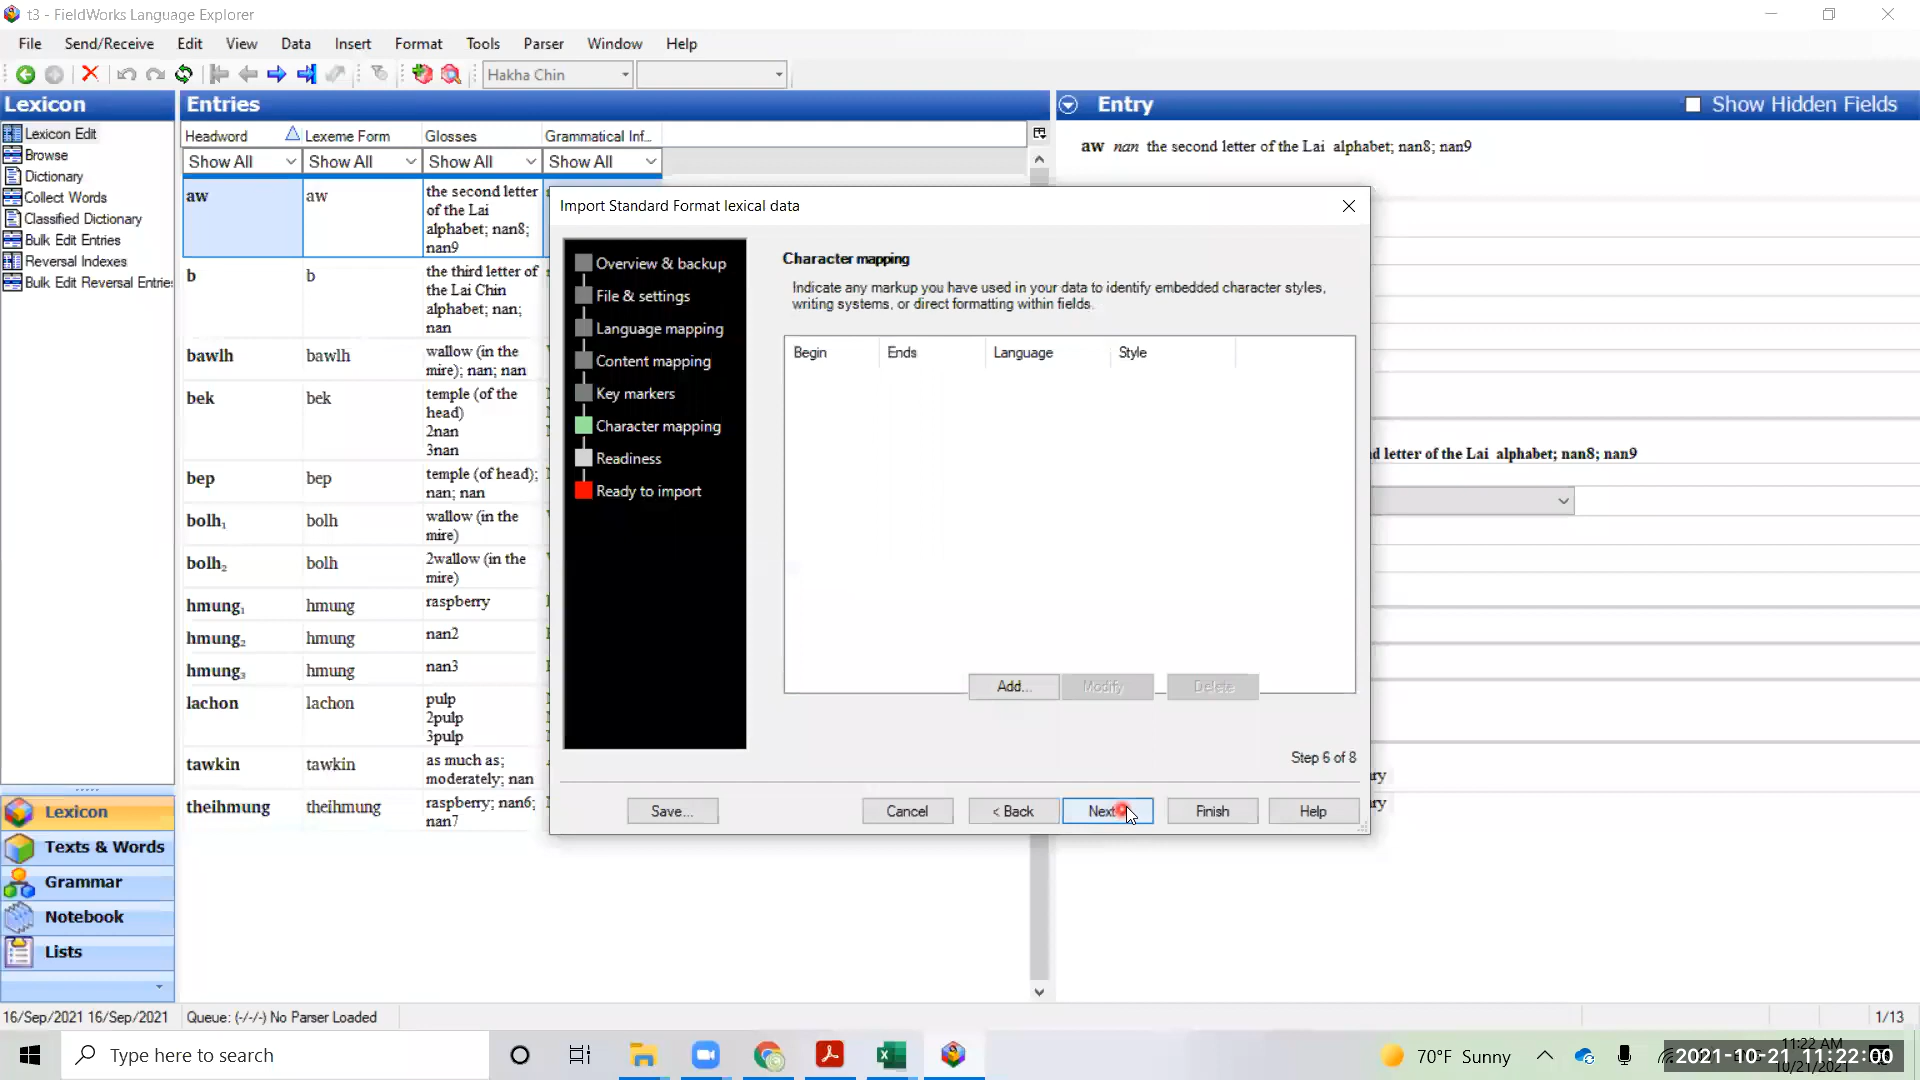 t3 - FieldWorks Language Explorer
File Send/Receive Edit View Data Insert Format Tools Parser Window Help
Hakha Chin
Lexicon
Lexicon Edit
Browse
Dictionary
Collect Words
Classified Dictionary
Bulk Edit Entries
Reversal Indexes
Bulk Edit Reversal Entrie
Entries
Headword Lexeme Form Glosses Grammatical Inf...
Show All Show All Show All Show All
aw aw the second letter
of the Lai
alphabet; nan8;
nan9
b b the third letter of
the Lai Chin
alphabet; nan;
nan
bawlh bawlh wallow (in the
mire); nan; nan
bek bek temple (of the
head)
2nan
3nan
bep bep temple (of head);
nan; nan
bolh₁ bolh wallow (in the
mire)
bolh₂ bolh 2wallow (in the
mire)
hmung₁ hmung raspberry
hmung₂ hmung nan2
hmung₃ hmung nan3
lachon lachon pulp
2pulp
3pulp
tawkin tawkin as much as;
moderately; nan
theihmung theihmung raspberry; nan6;
nan7
Entry
Show Hidden Fields
aw nan the second letter of the Lai alphabet; nan8; nan9
d letter of the Lai alphabet; nan8; nan9
ry
ry
Import Standard Format lexical data
Overview & backup
File & settings
Language mapping
Content mapping
Key markers
Character mapping
Readiness
Ready to import
Character mapping
Indicate any markup you have used in your data to identify embedded character styles,
writing systems, or direct formatting within fields.
Begin Ends Language Style
Add... Modify Delete
Step 6 of 8
Save... Cancel < Back Next Finish Help
Lexicon
Texts & Words
Grammar
Notebook
Lists
16/Sep/2021 16/Sep/2021 Queue: (-/-/-) No Parser Loaded 1/13
Type here to search
70°F Sunny
11:22 AM
2021-10-21 11:22:00
10/21/2021